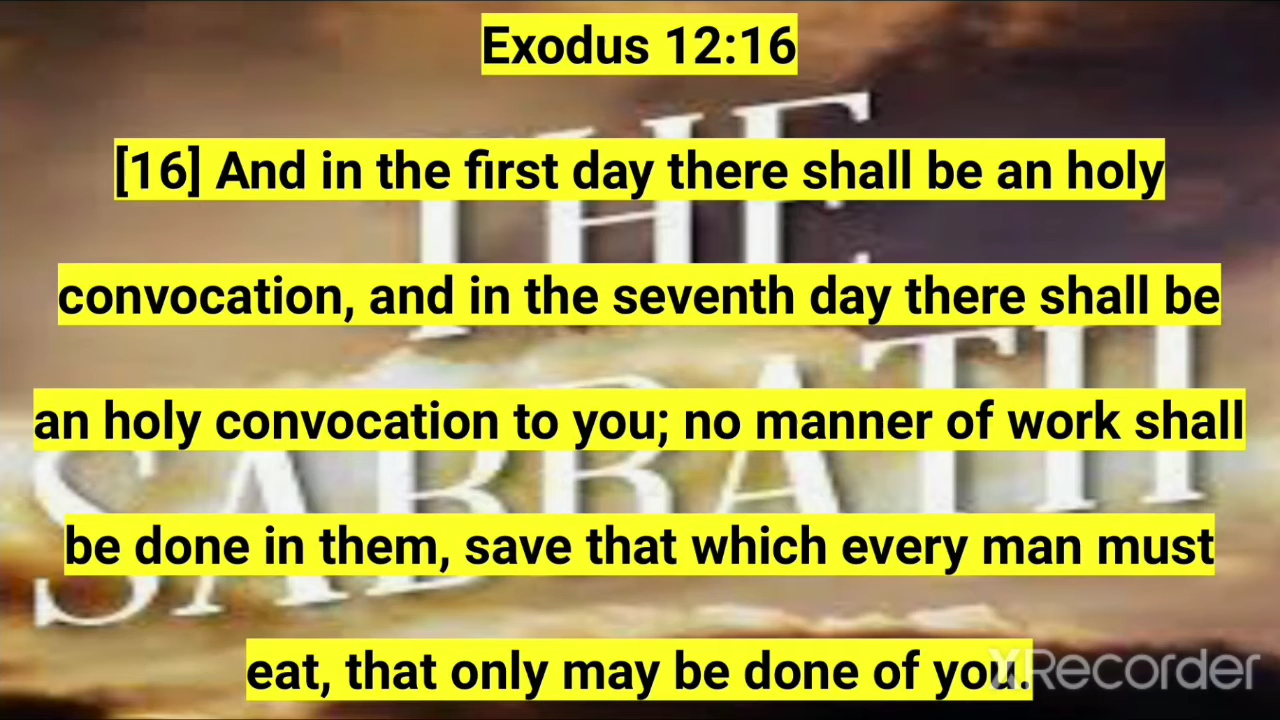 Exodus 12:16
[16] And in the first day there shall be an holy
convocation, and in the seventh day there shall be
an holy convocation to you; no manner of work shall
be done in them, save that which every man must
eat, that only may be done of you.
XRecorder
THE
SABBATH